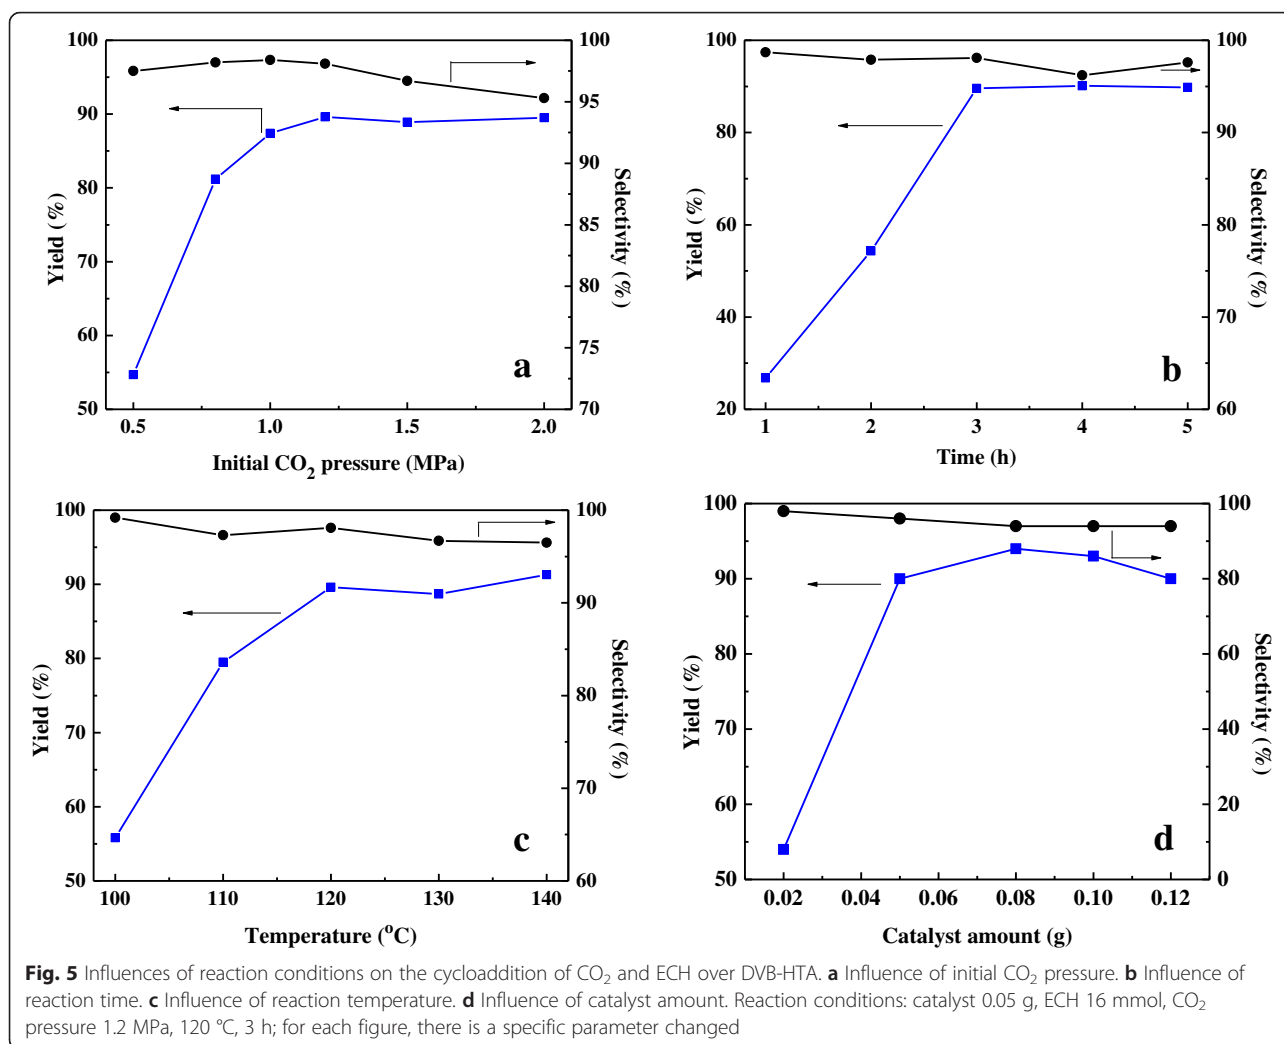 100
90
80
70
60
50
Yield (%)
100
95
90
85
80
75
70
Selectivity (%)
0.5 1.0 1.5 2.0
Initial CO2 pressure (MPa)
a
100
80
60
40
20
Yield (%)
100
90
80
70
60
Selectivity (%)
1 2 3 4 5
Time (h)
b
100
90
80
70
60
50
Yield (%)
100
90
80
70
60
Selectivity (%)
100 110 120 130 140
Temperature (°C)
c
100
90
80
70
60
50
Yield (%)
100
80
60
40
20
0
Selectivity (%)
0.02 0.04 0.06 0.08 0.10 0.12
Catalyst amount (g)
d
Fig. 5 Influences of reaction conditions on the cycloaddition of CO2 and ECH over DVB-HTA. a Influence of initial CO2 pressure. b Influence of
reaction time. c Influence of reaction temperature. d Influence of catalyst amount. Reaction conditions: catalyst 0.05 g, ECH 16 mmol, CO2
pressure 1.2 MPa, 120 °C, 3 h; for each figure, there is a specific parameter changed